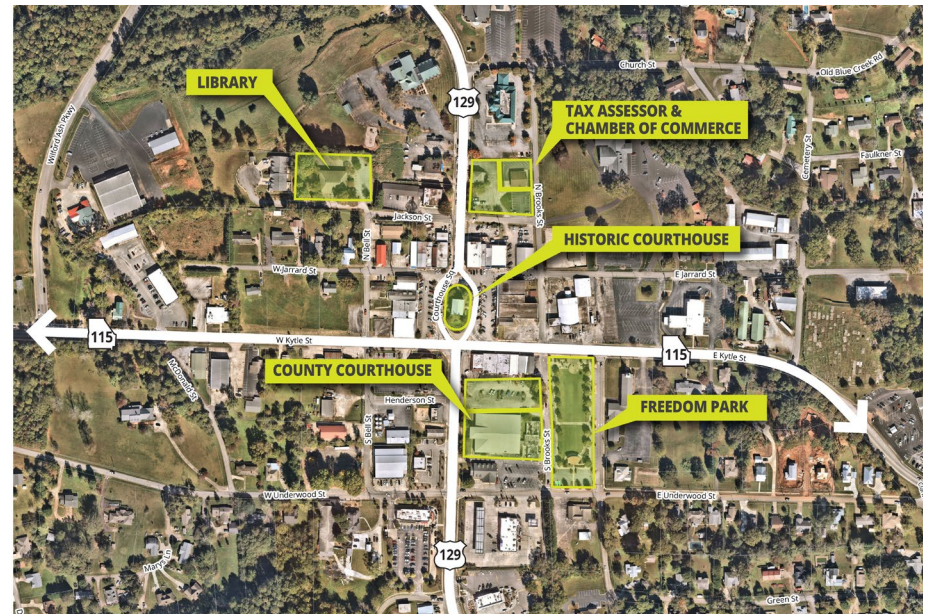 Church St
Old Blue Creek Rd
LIBRARY
129
TAX ASSESSOR &
CHAMBER OF COMMERCE
Wilford Ash Pkwy
Cemetery St
Faulkner St
N Brooks St
Jackson St
N Bell St
HISTORIC COURTHOUSE
W Jarrard St
E Jarrard St
Courthouse Sq
115
W Kytle St
115
E Kytle St
McDonald St
COUNTY COURTHOUSE
Henderson St
FREEDOM PARK
S Bell St
S Brooks St
W Underwood St
E Underwood St
129
Marys Ln
Green St